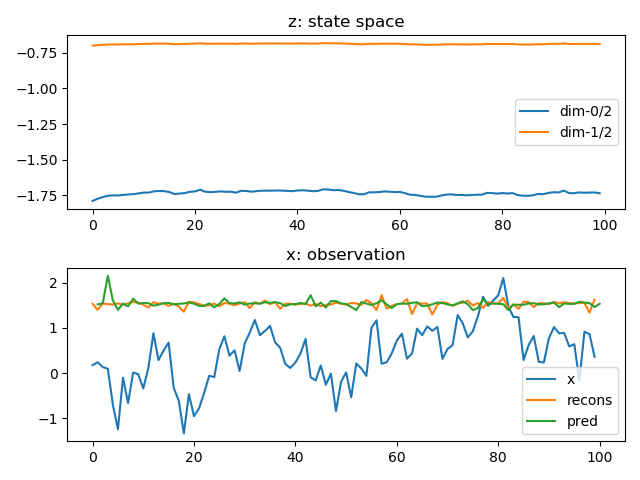 z: state space
−0.75
−1.00
−1.25
−1.50
−1.75
dim-0/2
dim-1/2
0 20 40 60 80 100
x: observation
2
1
0
−1
x
recons
pred
0 20 40 60 80 100